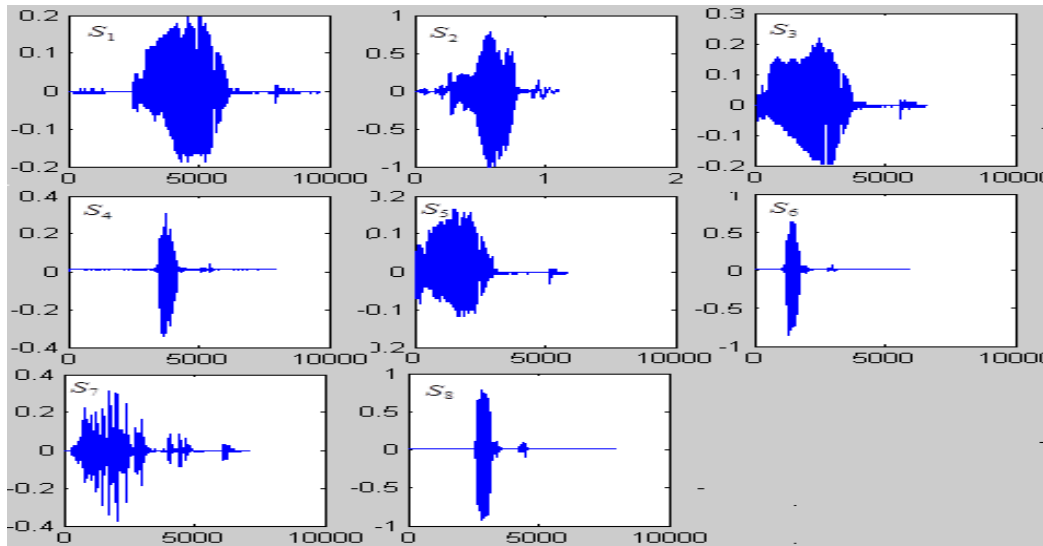 0.2 S₁ 0.1 0 -0.1 -0.2 0 5000 10000
1 S₂ 0.5 0 -0.5 -1 0 1 2
0.3 S₃ 0.2 0.1 0 -0.1 -0.2 0 5000 10000
0.4 S₄ 0.2 0 -0.2 -0.4 0 5000 10000
0.2 S₅ 0.1 0 0.1 0.2 0 5000 10000
1 S₆ 0.5 0 -0.5 -1 0 5000 10000
0.4 S₇ 0.2 0 -0.2 -0.4 0 5000 10000
1 S₈ 0.5 0 -0.5 -1 0 5000 10000